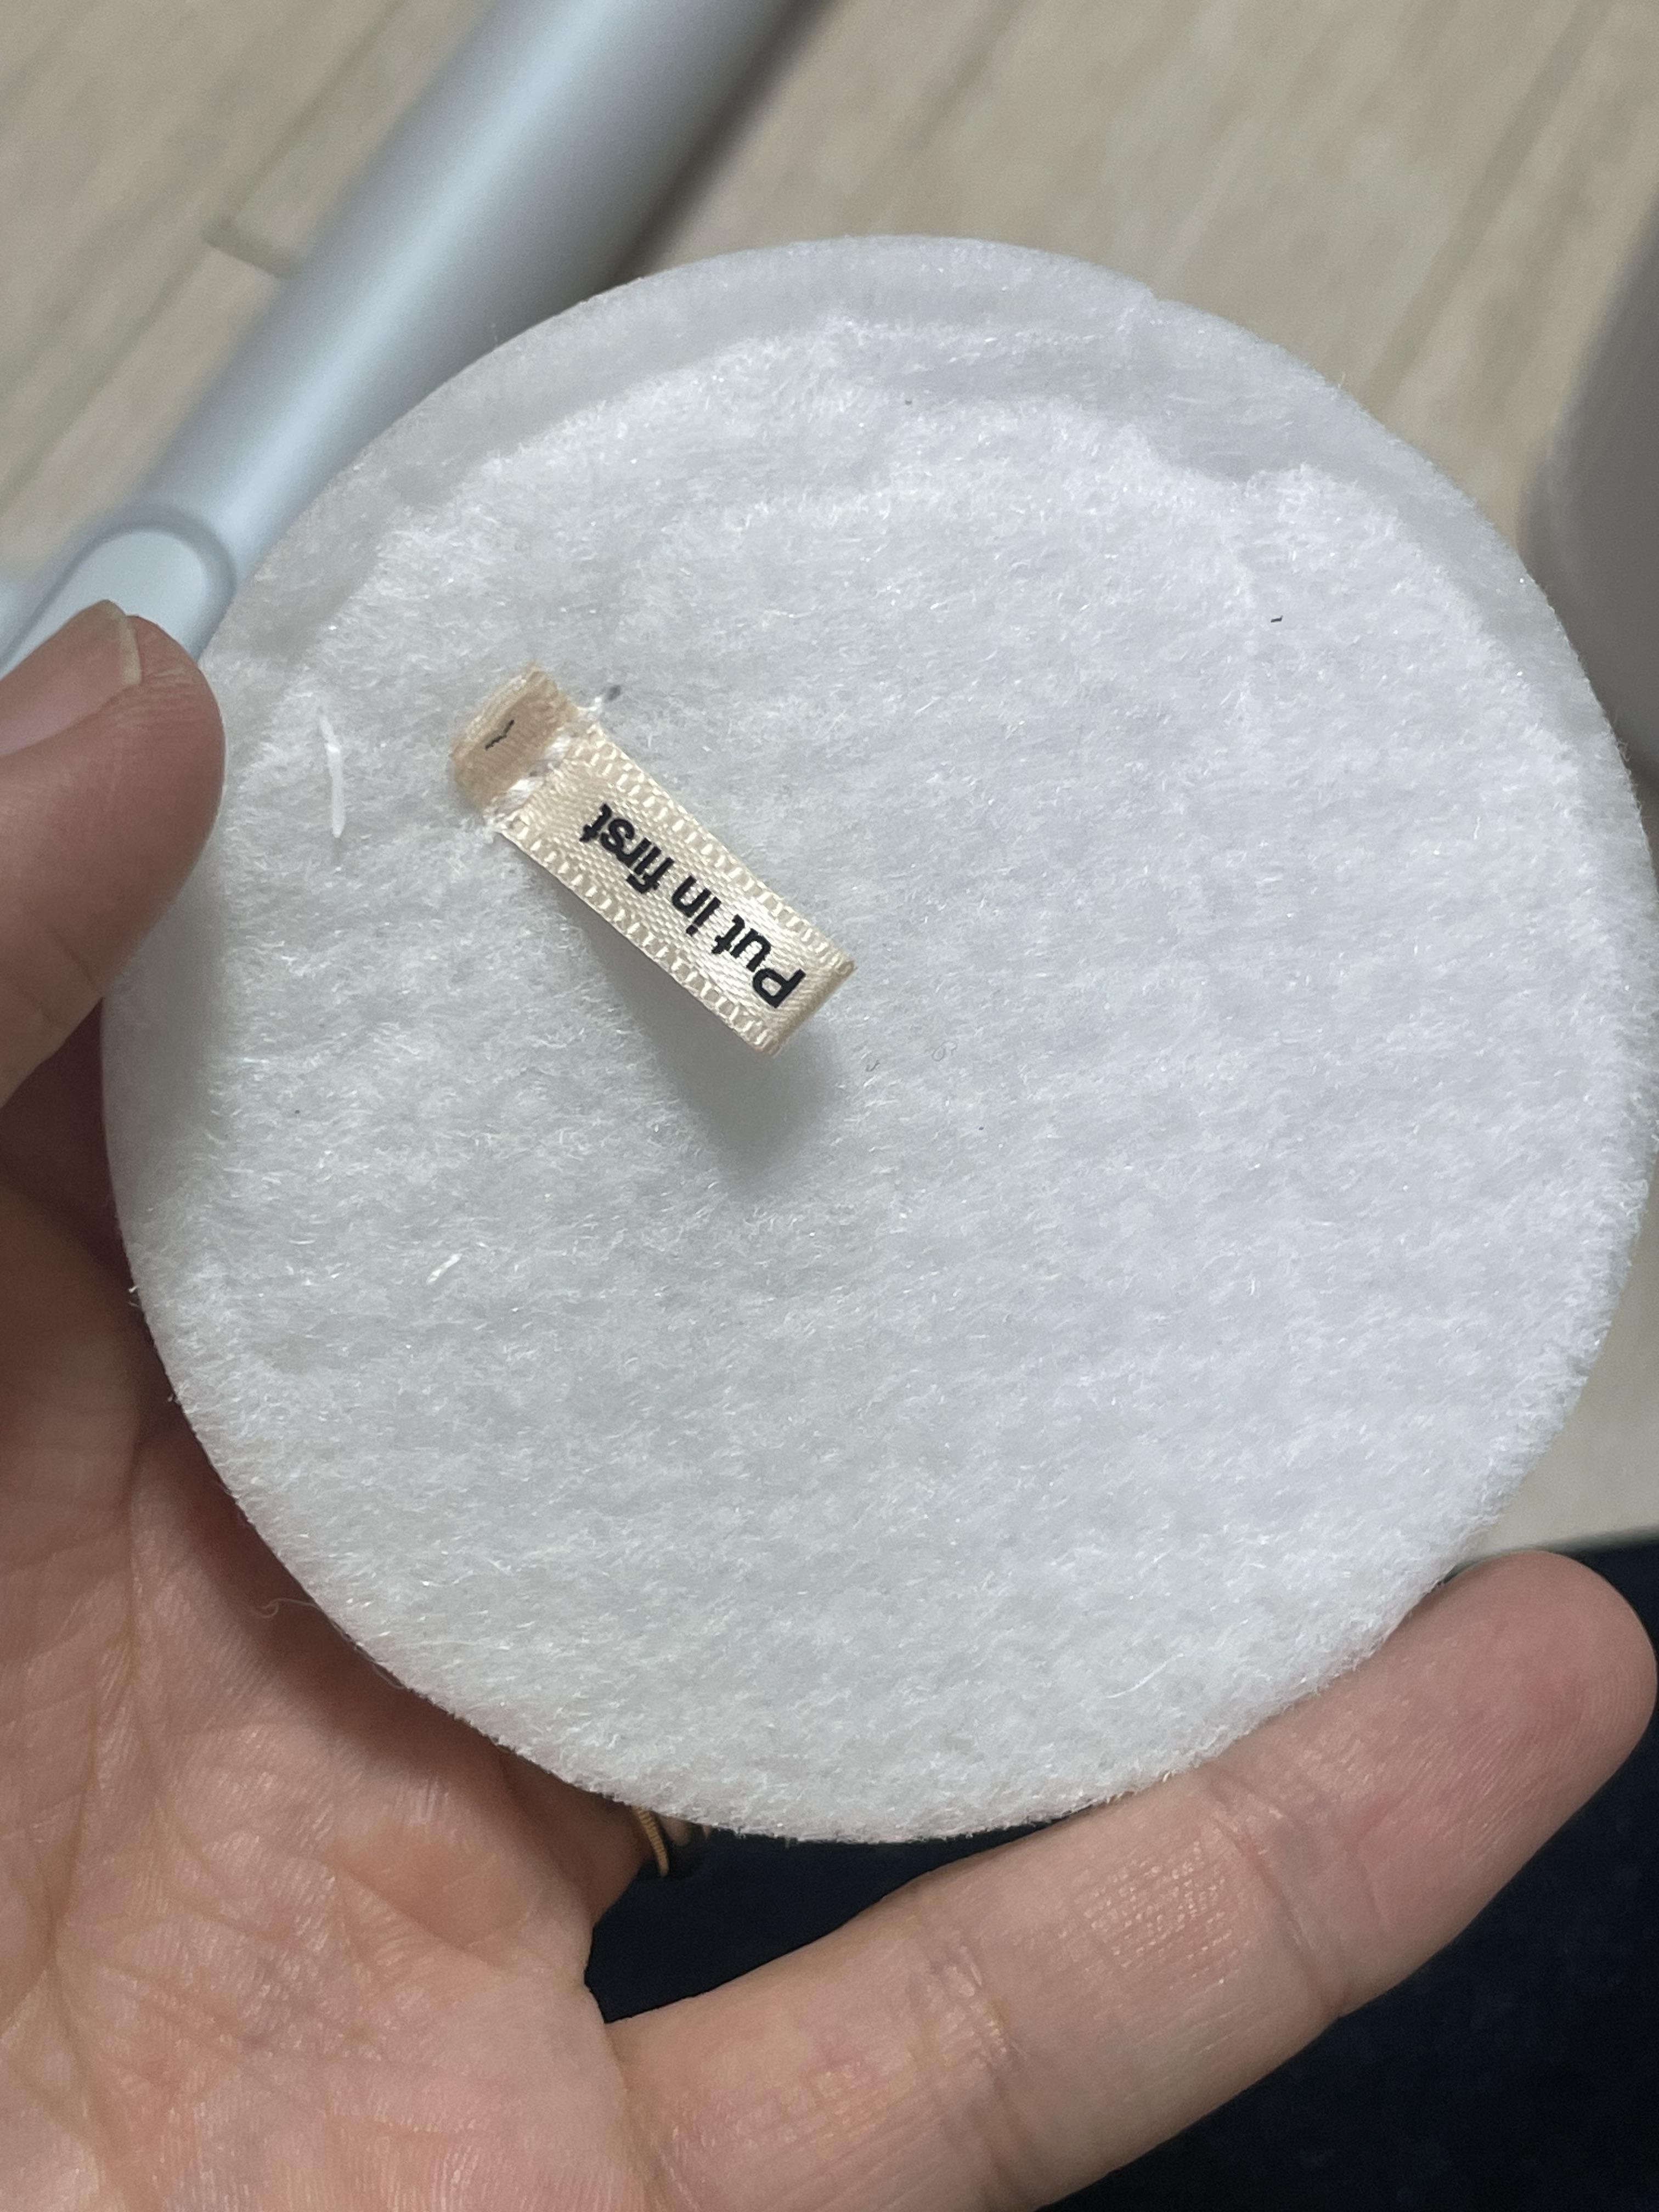 Put in first